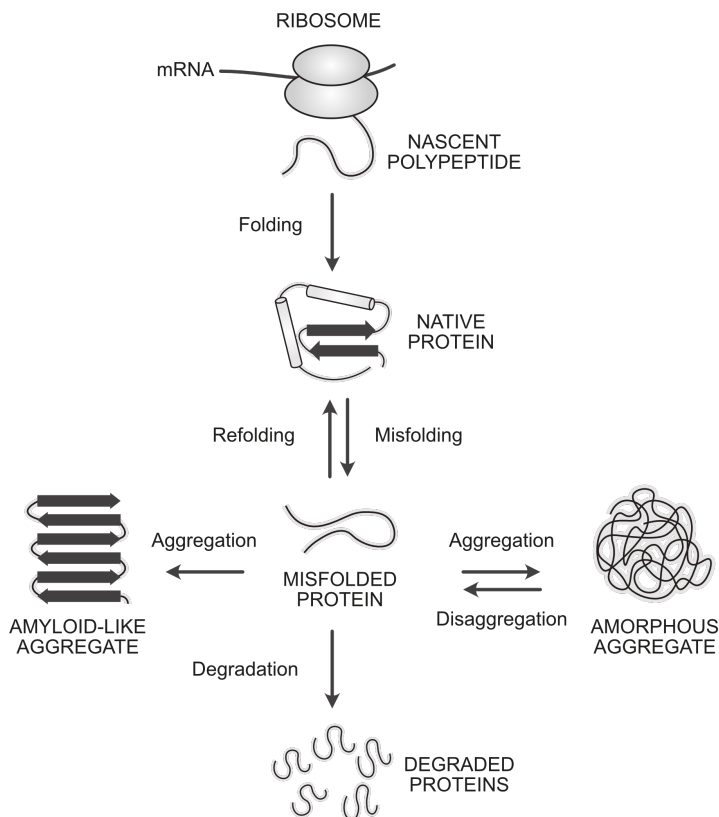 RIBOSOME
mRNA
NASCENT
POLYPEPTIDE
Folding
NATIVE
PROTEIN
Refolding
Misfolding
Aggregation
Aggregation
MISFOLDED
PROTEIN
Disaggregation
AMYLOID-LIKE
AGGREGATE
AMORPHOUS
AGGREGATE
Degradation
DEGRADED
PROTEINS